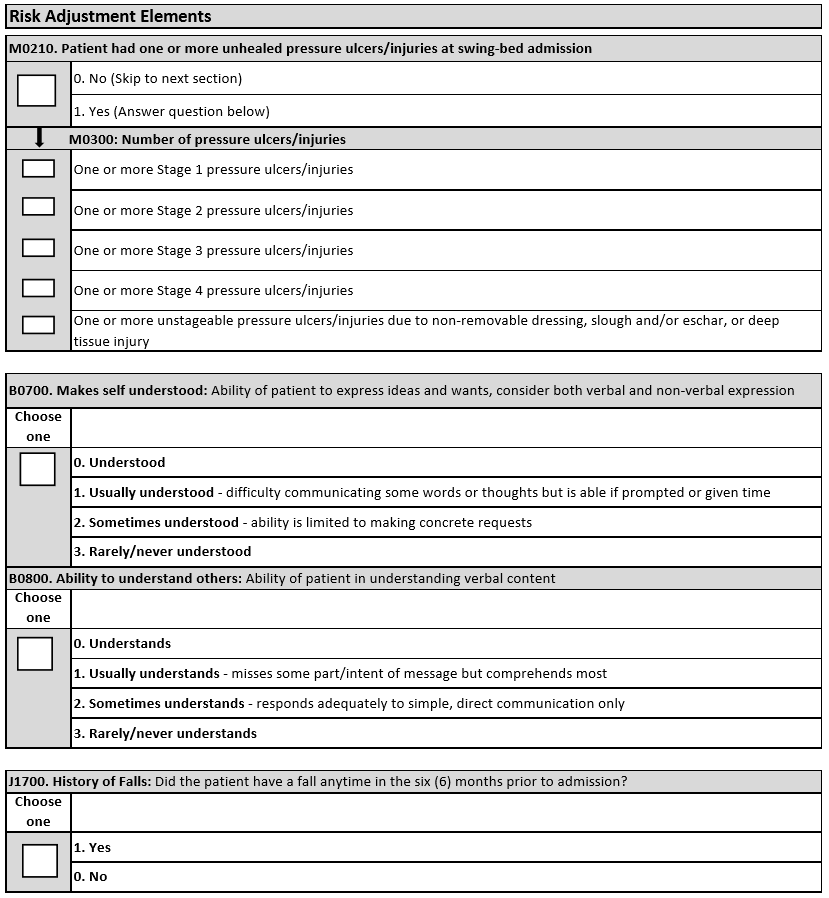 Risk Adjustment Elements
M0210. Patient had one or more unhealed pressure ulcers/injuries at swing-bed admission
0. No (Skip to next section)
1. Yes (Answer question below)
M0300: Number of pressure ulcers/injuries
One or more Stage 1 pressure ulcers/injuries
One or more Stage 2 pressure ulcers/injuries
One or more Stage 3 pressure ulcers/injuries
One or more Stage 4 pressure ulcers/injuries
One or more unstageable pressure ulcers/injuries due to non-removable dressing, slough and/or eschar, or deep
tissue injury
B0700. Makes self understood: Ability of patient to express ideas and wants, consider both verbal and non-verbal expression
Choose
one
0. Understood
1. Usually understood - difficulty communicating some words or thoughts but is able if prompted or given time
2. Sometimes understood - ability is limited to making concrete requests
3. Rarely/never understood
B0800. Ability to understand others: Ability of patient in understanding verbal content
Choose
one
0. Understands
1. Usually understands - misses some part/intent of message but comprehends most
2. Sometimes understands - responds adequately to simple, direct communication only
3. Rarely/never understands
J1700. History of Falls: Did the patient have a fall anytime in the six (6) months prior to admission?
Choose
one
1. Yes
0. No